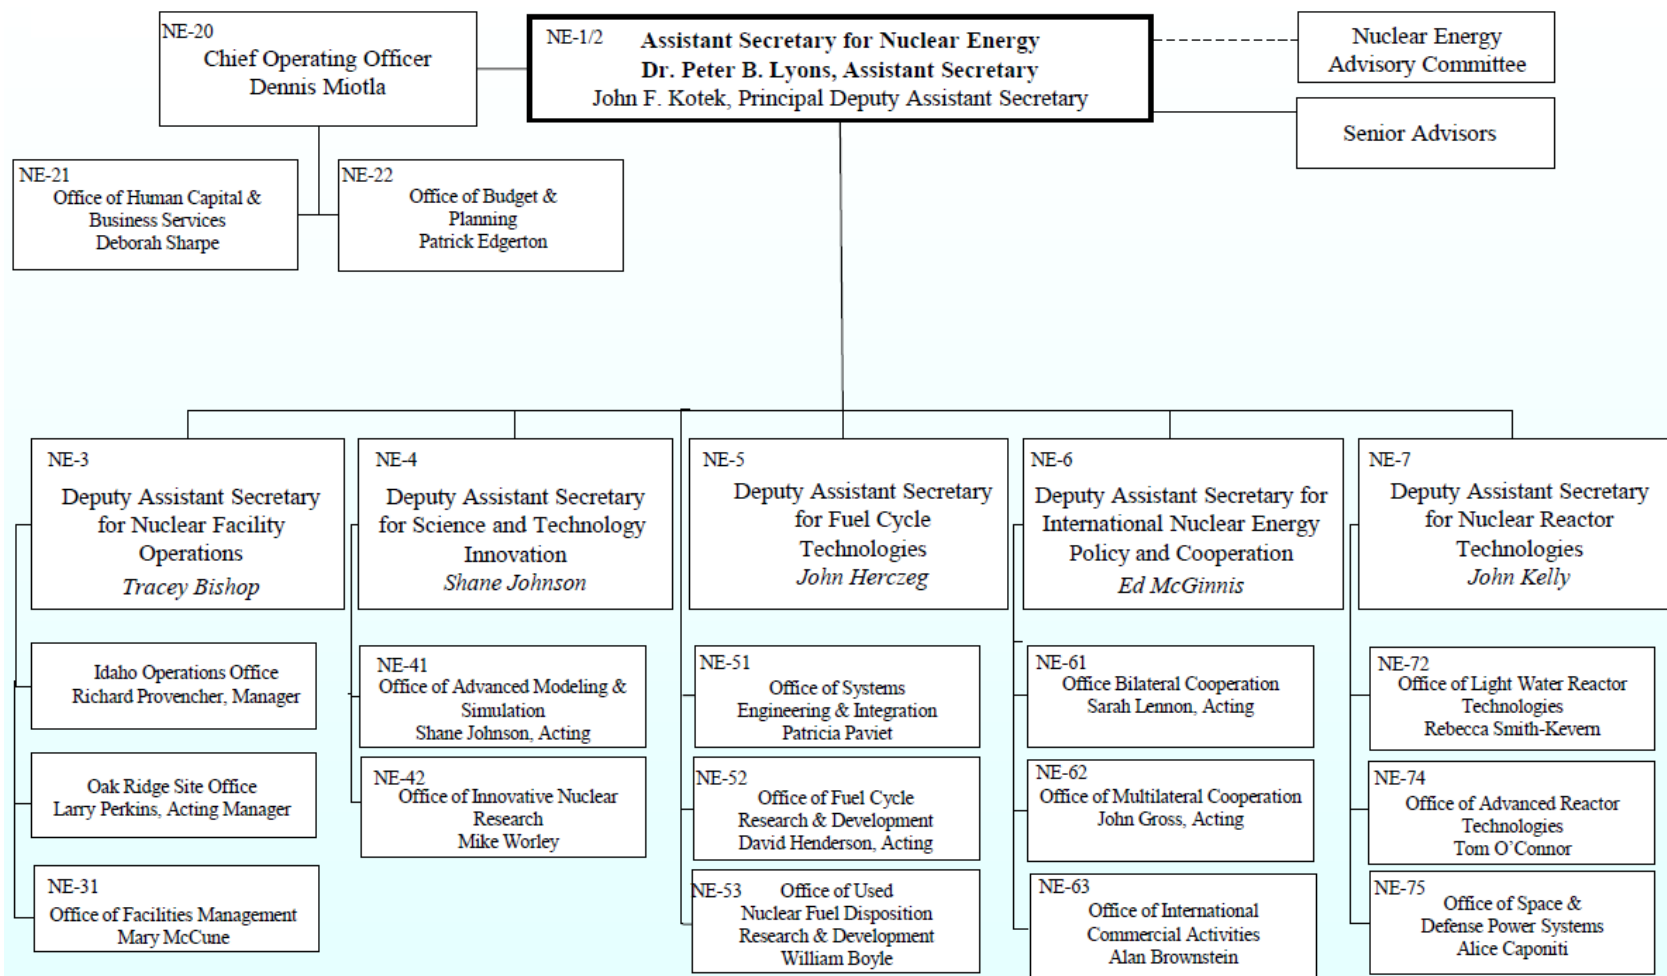 NE-20
Chief Operating Officer
Dennis Miotla
NE-1/2 Assistant Secretary for Nuclear Energy
Dr. Peter B. Lyons, Assistant Secretary
John F. Kotek, Principal Deputy Assistant Secretary
Nuclear Energy
Advisory Committee
Senior Advisors
NE-21
Office of Human Capital &
Business Services
Deborah Sharpe
NE-22
Office of Budget &
Planning
Patrick Edgerton
NE-3
Deputy Assistant Secretary
for Nuclear Facility
Operations
Tracey Bishop
NE-4
Deputy Assistant Secretary
for Science and Technology
Innovation
Shane Johnson
NE-5
Deputy Assistant Secretary
for Fuel Cycle
Technologies
John Herczeg
NE-6
Deputy Assistant Secretary for
International Nuclear Energy
Policy and Cooperation
Ed McGinnis
NE-7
Deputy Assistant Secretary
for Nuclear Reactor
Technologies
John Kelly
Idaho Operations Office
Richard Provencher, Manager
Oak Ridge Site Office
Larry Perkins, Acting Manager
NE-31
Office of Facilities Management
Mary McCune
NE-41
Office of Advanced Modeling &
Simulation
Shane Johnson, Acting
NE-42
Office of Innovative Nuclear
Research
Mike Worley
NE-51
Office of Systems
Engineering & Integration
Patricia Paviet
NE-52
Office of Fuel Cycle
Research & Development
David Henderson, Acting
NE-53 Office of Used
Nuclear Fuel Disposition
Research & Development
William Boyle
NE-61
Office Bilateral Cooperation
Sarah Lennon, Acting
NE-62
Office of Multilateral Cooperation
John Gross, Acting
NE-63
Office of International
Commercial Activities
Alan Brownstein
NE-72
Office of Light Water Reactor
Technologies
Rebecca Smith-Kevern
NE-74
Office of Advanced Reactor
Technologies
Tom O’Connor
NE-75
Office of Space &
Defense Power Systems
Alice Caponiti